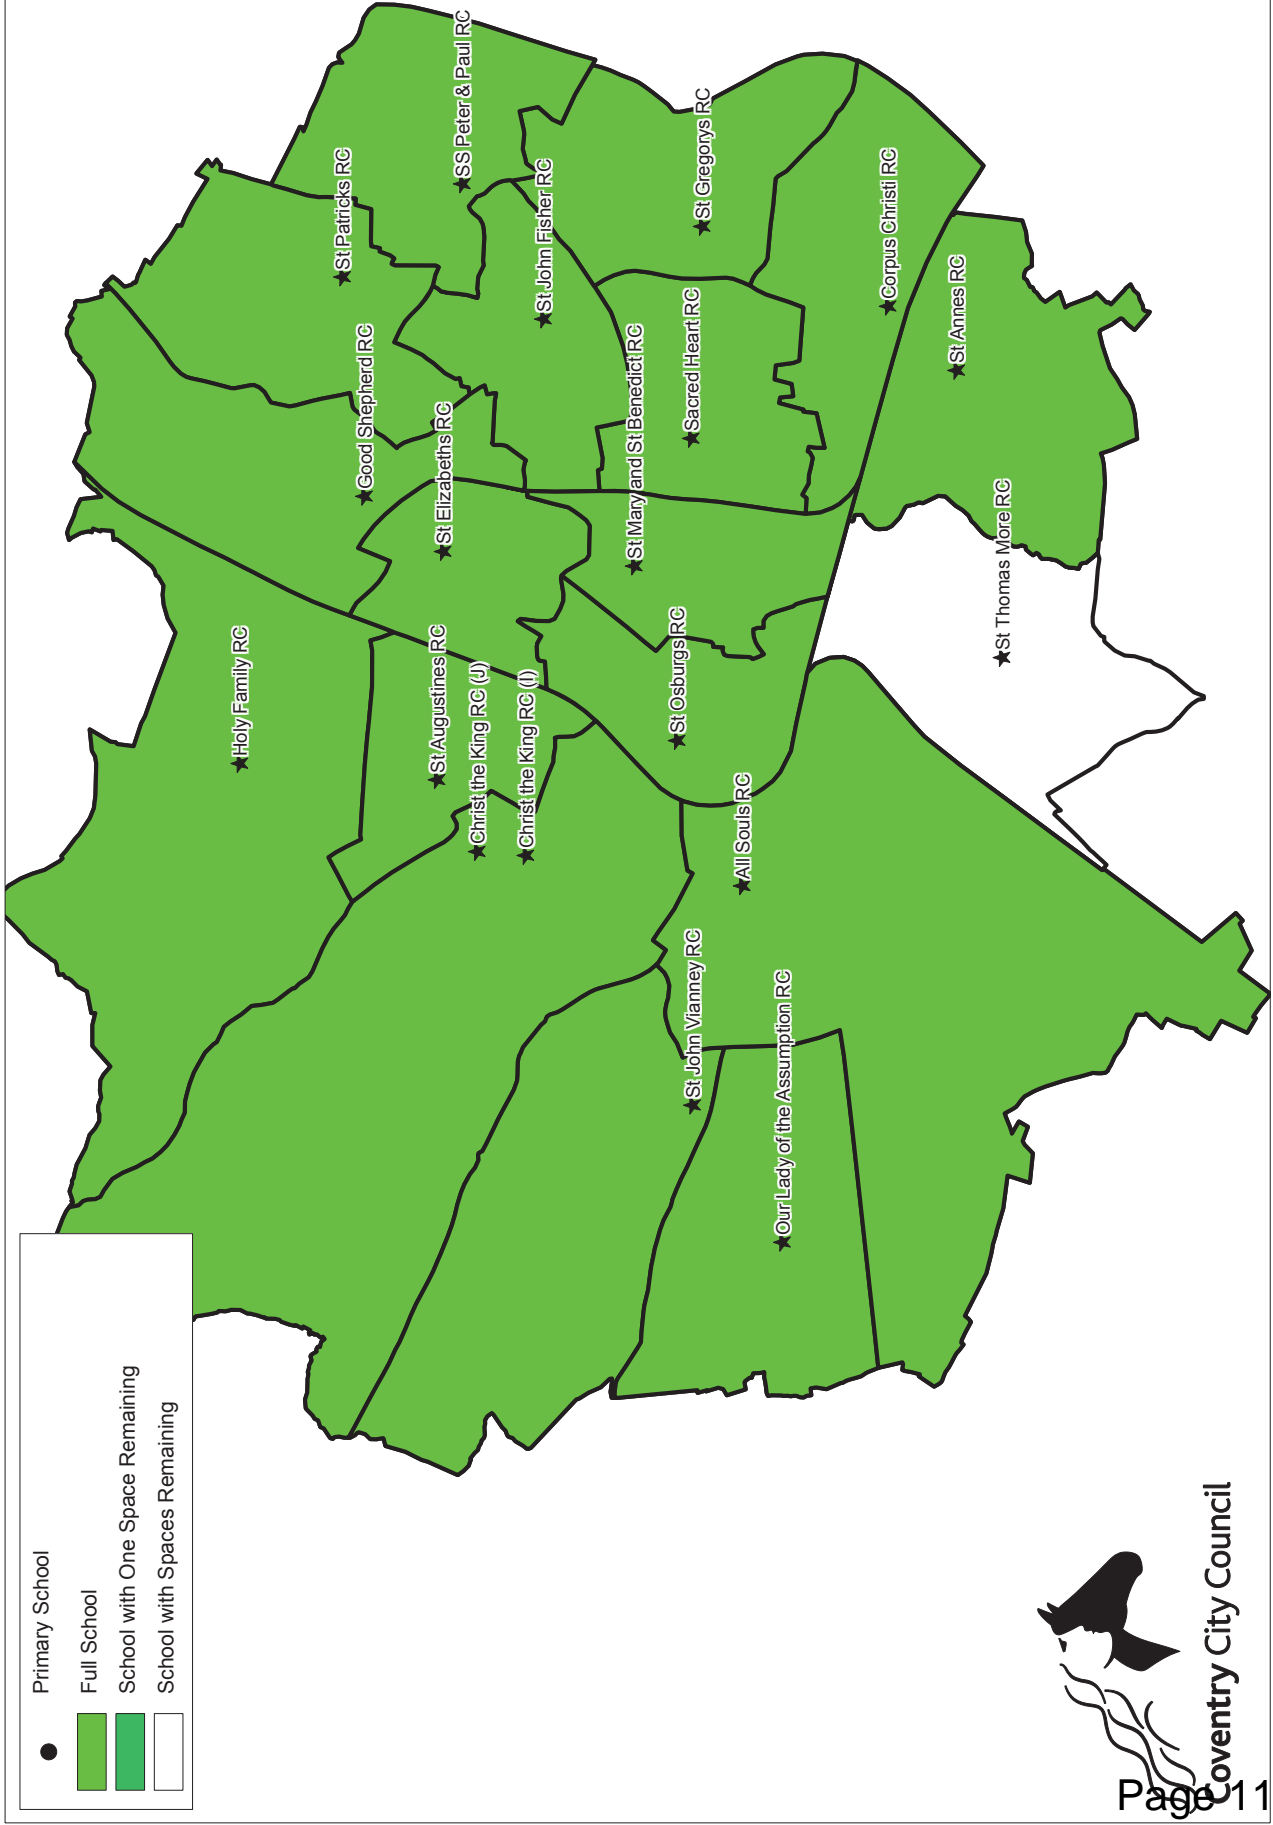 Primary School
Full School
School with One Space Remaining
School with Spaces Remaining
Holy Family RC
St Patricks RC
Good Shepherd RC
SS Peter & Paul RC
St Elizabeths RC
St Augustines RC
Christ the King RC (J)
Christ the King RC (I)
St John Fisher RC
St Mary and St Benedict RC
St Osburgs RC
Sacred Heart RC
St Gregorys RC
St John Vianney RC
All Souls RC
Our Lady of the Assumption RC
Corpus Christi RC
St Annes RC
St Thomas More RC
Coventry City Council
Page 11